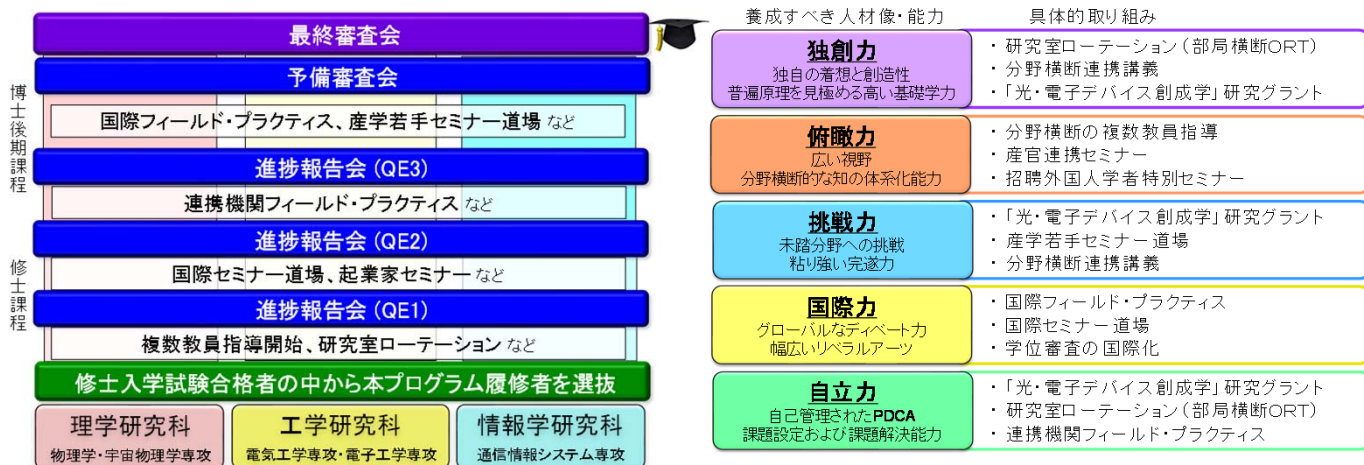 最終審査会
予備審査会
博士後期課程
国際フィールド・プラクティス、産学若手セミナー道場 など
進捗報告会 (QE3)
連携機関フィールド・プラクティス など
進捗報告会 (QE2)
修士課程
国際セミナー道場、起業家セミナー など
進捗報告会 (QE1)
複数教員指導開始、研究室ローテーション など
修士入学試験合格者の中から本プログラム履修者を選抜
理学研究科
物理学・宇宙物理学専攻
工学研究科
電気工学専攻・電子工学専攻
情報学研究科
通信情報システム専攻
養成すべき人材像・能力
具体的取り組み
独創力
独自の着想と創造性
普遍原理を見極める高い基礎学力
・ 研究室ローテーション(部局横断ORT)
・ 分野横断連携講義
・ 「光・電子デバイス創成学」研究グラント
俯瞰力
広い視野
分野横断的な知の体系化能力
・ 分野横断の複数教員指導
・ 産官連携セミナー
・ 招聘外国人学者特別セミナー
挑戦力
未踏分野への挑戦
粘り強い完遂力
・ 「光・電子デバイス創成学」研究グラント
・ 産学若手セミナー道場
・ 分野横断連携講義
国際力
グローバルなディベート力
幅広いリベラルアーツ
・ 国際フィールド・プラクティス
・ 国際セミナー道場
・ 学位審査の国際化
自立力
自己管理されたPDCA
課題設定および課題解決能力
・ 「光・電子デバイス創成学」研究グラント
・ 研究室ローテーション(部局横断ORT)
・ 連携機関フィールド・プラクティス